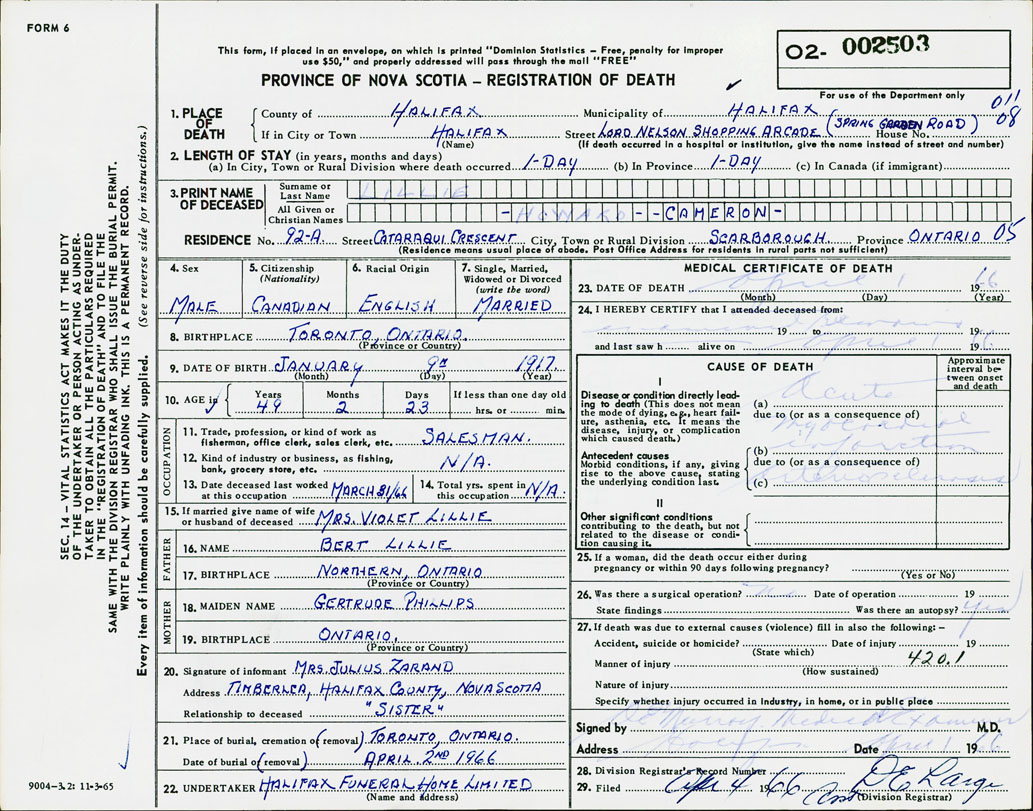 FORM 6
This form, if placed in an envelope, on which is printed "Dominion Statistics – Free, penalty for improper
use $50," and properly addressed will pass through the mail "FREE"
PROVINCE OF NOVA SCOTIA – REGISTRATION OF DEATH
02- 002503
For use of the Department only
011
08
1. PLACE OF DEATH
County of HALIFAX Municipality of HALIFAX
If in City or Town HALIFAX Street LORD NELSON SHOPPING ARCADE (SPRING GARDEN ROAD) House No.
(Name) (If death occurred in a hospital or institution, give the name instead of street and number)
2. LENGTH OF STAY (in years, months and days)
(a) In City, Town or Rural Division where death occurred 1-DAY (b) In Province 1-DAY (c) In Canada (if immigrant)
3. PRINT NAME OF DECEASED
Surname or Last Name LILLIE
All Given or Christian Names -HOWARD--CAMERON-
RESIDENCE No. 92-A Street CATARAQUI CRESCENT City, Town or Rural Division SCARBOROUGH Province ONTARIO 05
(Residence means usual place of abode. Post Office Address for residents in rural parts not sufficient)
4. Sex
MALE
5. Citizenship (Nationality)
CANADIAN
6. Racial Origin
ENGLISH
7. Single, Married, Widowed or Divorced (write the word)
MARRIED
8. BIRTHPLACE TORONTO, ONTARIO.
(Province or Country)
9. DATE OF BIRTH JANUARY 9TH 1917.
(Month) (Day) (Year)
10. AGE in Years Months Days If less than one day old
49 2 23 hrs. or min.
OCCUPATION
11. Trade, profession, or kind of work as
fisherman, office clerk, sales clerk, etc. SALESMAN.
12. Kind of industry or business, as fishing,
bank, grocery store, etc. N/A.
13. Date deceased last worked at this occupation MARCH 31/66
14. Total yrs. spent in this occupation N/A.
15. If married give name of wife
or husband of deceased MRS. VIOLET LILLIE
FATHER
16. NAME BERT LILLIE
17. BIRTHPLACE NORTHERN, ONTARIO
(Province or Country)
MOTHER
18. MAIDEN NAME GERTRUDE PHILLIPS
19. BIRTHPLACE ONTARIO.
(Province or Country)
20. Signature of informant MRS. JULIUS ZARAND
Address TIMBERLEA, HALIFAX COUNTY, NOVA SCOTIA
Relationship to deceased "SISTER"
21. Place of burial, cremation or (removal) TORONTO, ONTARIO.
Date of burial or (removal) APRIL 2ND 1966
22. UNDERTAKER HALIFAX FUNERAL HOME LIMITED
(Name and address)
MEDICAL CERTIFICATE OF DEATH
23. DATE OF DEATH April 1 1966
(Month) (Day) (Year)
24. I HEREBY CERTIFY that I attended deceased from:
19 to 19
and last saw h alive on April 1 196
CAUSE OF DEATH
Approximate interval between onset and death
I
Disease or condition directly leading to death (This does not mean
the mode of dying, e.g., heart failure, asthenia, etc. It means the
disease, injury, or complication which caused death.)
(a) Acute
due to (or as a consequence of)
myocardial
infarction
Antecedent causes
Morbid conditions, if any, giving
rise to the above cause, stating
the underlying condition last.
(b)
due to (or as a consequence of)
(c)
II
Other significant conditions
contributing to the death, but not
related to the disease or condition causing it.
25. If a woman, did the death occur either during
pregnancy or within 90 days following pregnancy?
(Yes or No)
26. Was there a surgical operation? No Date of operation 19
State findings Was there an autopsy? Yes
27. If death was due to external causes (violence) fill in also the following: –
Accident, suicide or homicide? Date of injury 19
(State which)
Manner of injury 420.1
(How sustained)
Nature of injury
Specify whether injury occurred in Industry, in home, or in public place
Signed by Murray Medical Examiner M.D.
Address Date April 1 1966
28. Division Registrar's Record Number
29. Filed Apr 4 1966 D E Large
(Division Registrar)
SEC. 14 – VITAL STATISTICS ACT MAKES IT THE DUTY
OF THE UNDERTAKER OR PERSON ACTING AS UNDER-
TAKER TO OBTAIN ALL THE PARTICULARS REQUIRED
IN THE "REGISTRATION OF DEATH" AND TO FILE THE
SAME WITH THE DIVISION REGISTRAR WHO SHALL ISSUE THE BURIAL PERMIT.
WRITE PLAINLY WITH UNFADING INK. THIS IS A PERMANENT RECORD.
Every item of information should be carefully supplied. (See reverse side for instructions.)
9004-3.2: 11-3-65